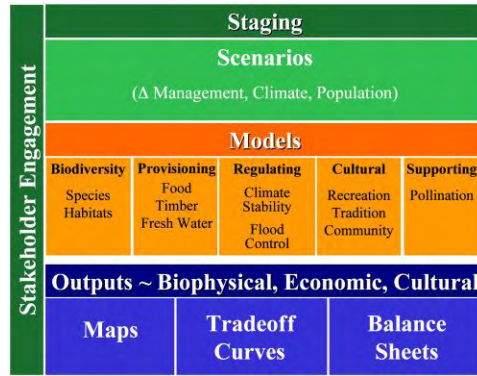 Stakeholder Engagement
Staging
Scenarios
(Δ Management, Climate, Population)
Models
Biodiversity
Species
Habitats
Provisioning
Food
Timber
Fresh Water
Regulating
Climate
Stability
Flood
Control
Cultural
Recreation
Tradition
Community
Supporting
Pollination
Outputs ~ Biophysical, Economic, Cultural
Maps
Tradeoff
Curves
Balance
Sheets